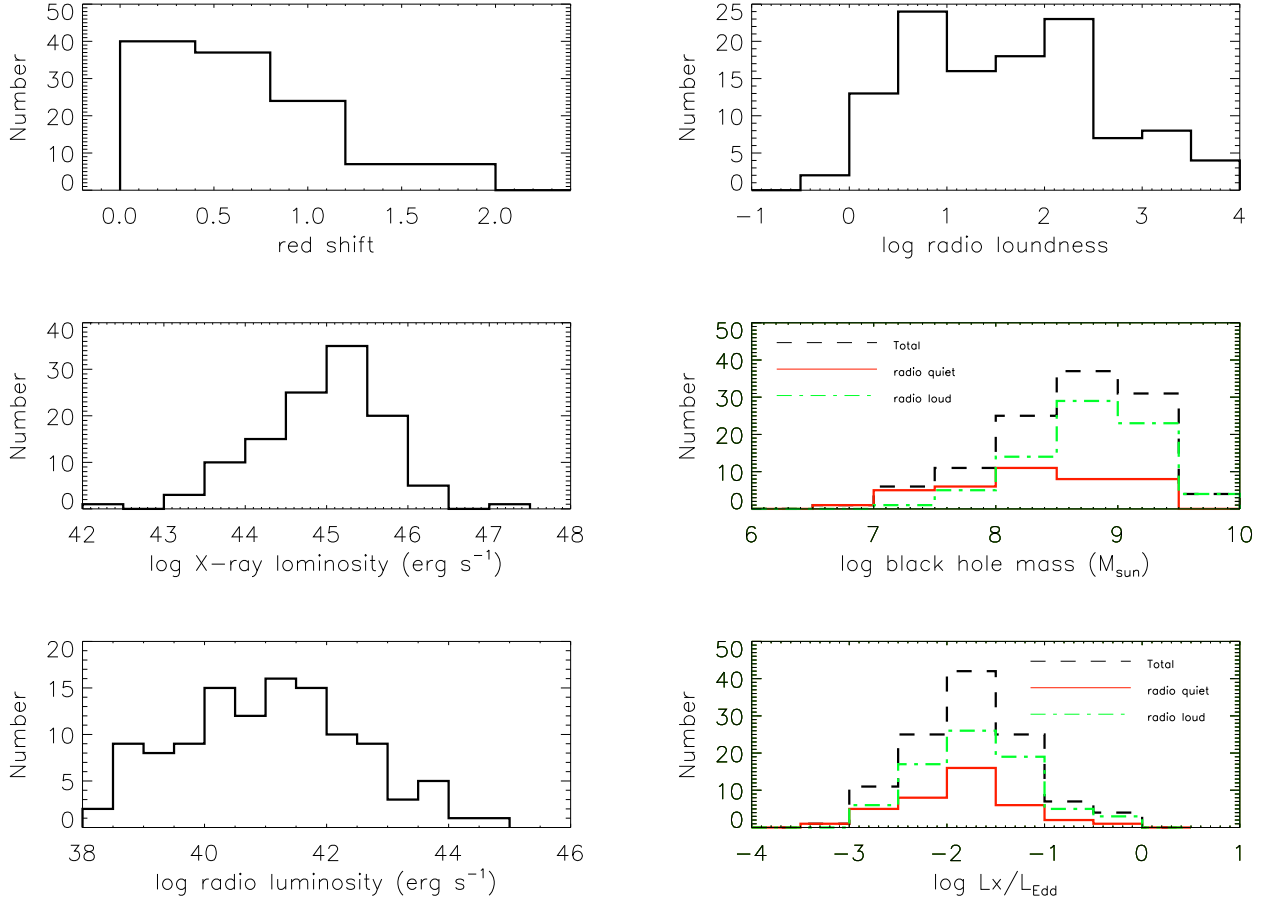 50
40
30
20
10
0
Number
0.0 0.5 1.0 1.5 2.0
red shift
25
20
15
10
5
0
Number
−1 0 1 2 3 4
log radio loundness
40
30
20
10
0
Number
42 43 44 45 46 47 48
log X−ray lominosity (erg s⁻¹)
50
40
30
20
10
0
Number
Total
radio quiet
radio loud
6 7 8 9 10
log black hole mass (M_sun)
20
15
10
5
0
Number
38 40 42 44 46
log radio luminosity (erg s⁻¹)
50
40
30
20
10
0
Number
Total
radio quiet
radio loud
−4 −3 −2 −1 0 1
log Lx/L_Edd